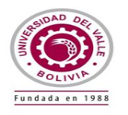 UNIVERSIDAD DEL VALLE
BOLIVIA
Fundada en 1988